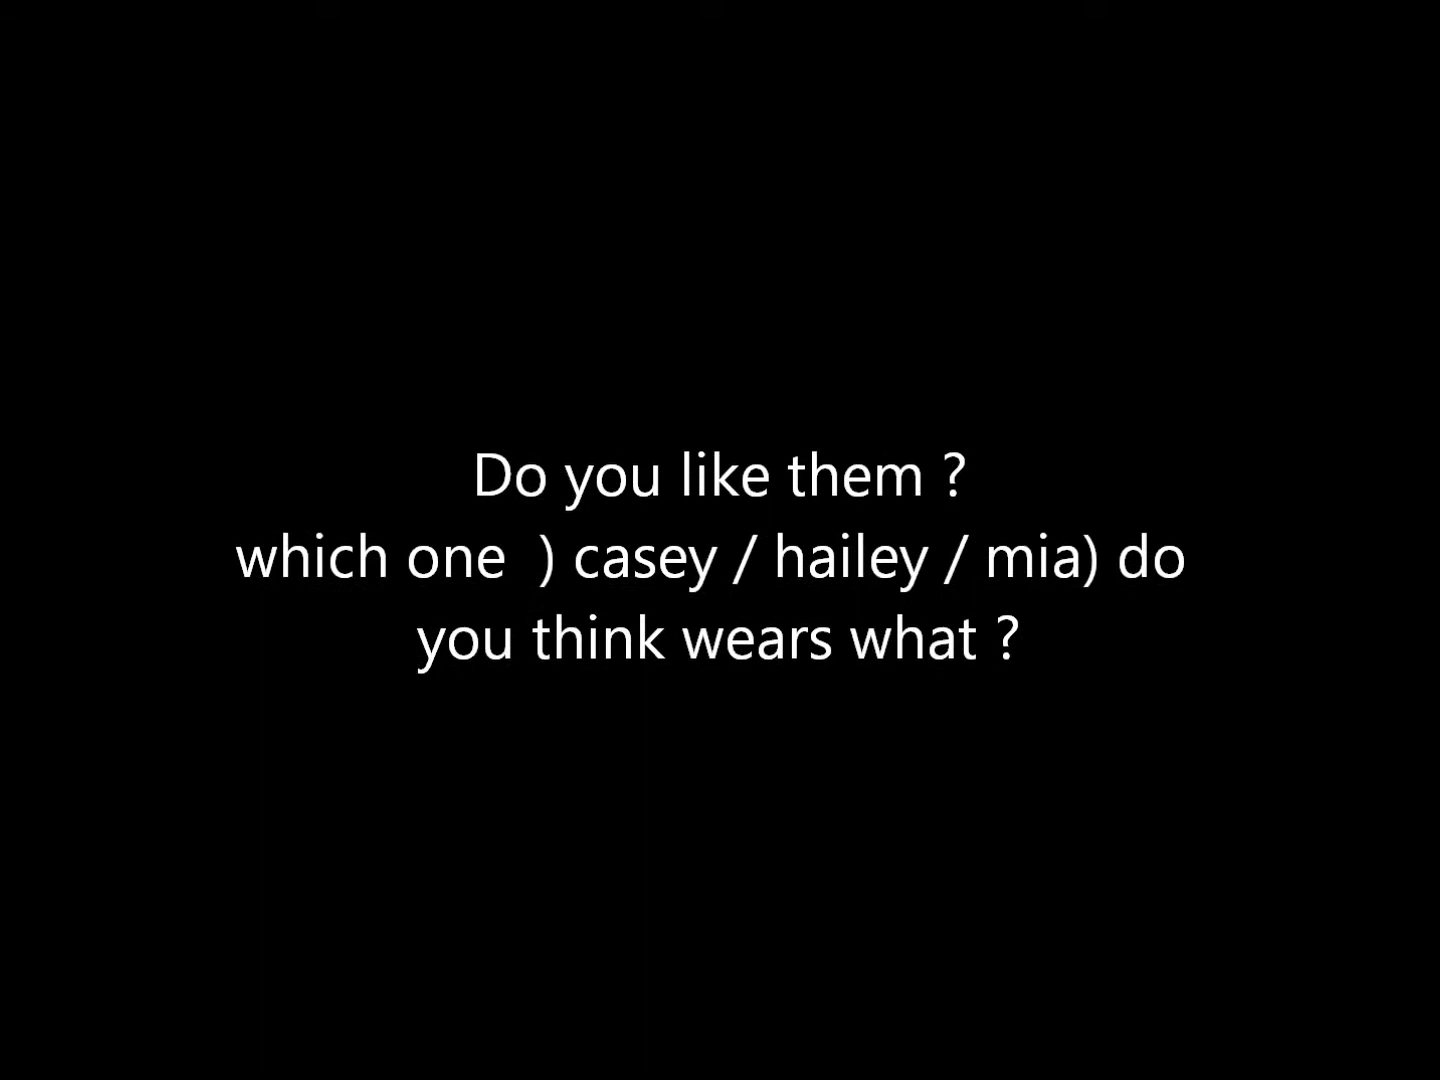 Do you like them ?
which one  ) casey / hailey / mia) do
you think wears what ?